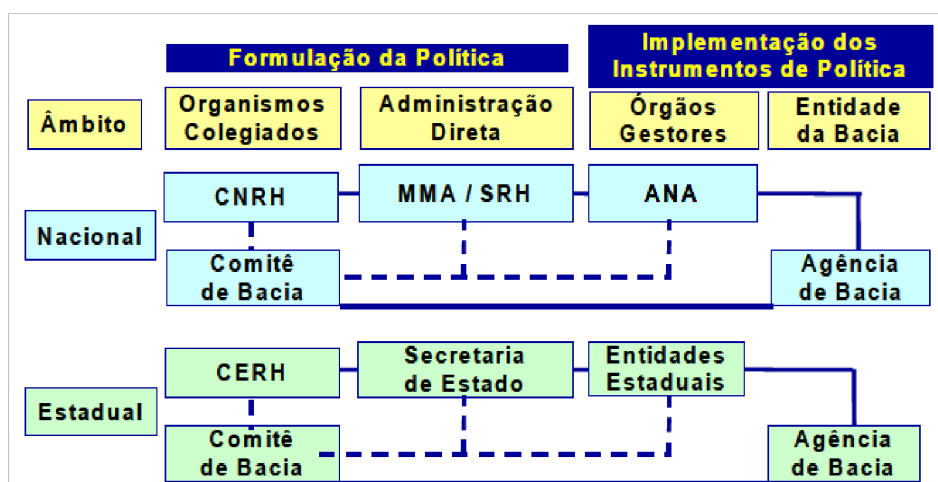 Formulação da Política
Implementação dos
Instrumentos de Política
Âmbito
Organismos
Colegiados
Administração
Direta
Órgãos
Gestores
Entidade
da Bacia
Nacional
CNRH
MMA / SRH
ANA
Comitê
de Bacia
Agência
de Bacia
Estadual
CERH
Secretaria
de Estado
Entidades
Estaduais
Comitê
de Bacia
Agência
de Bacia